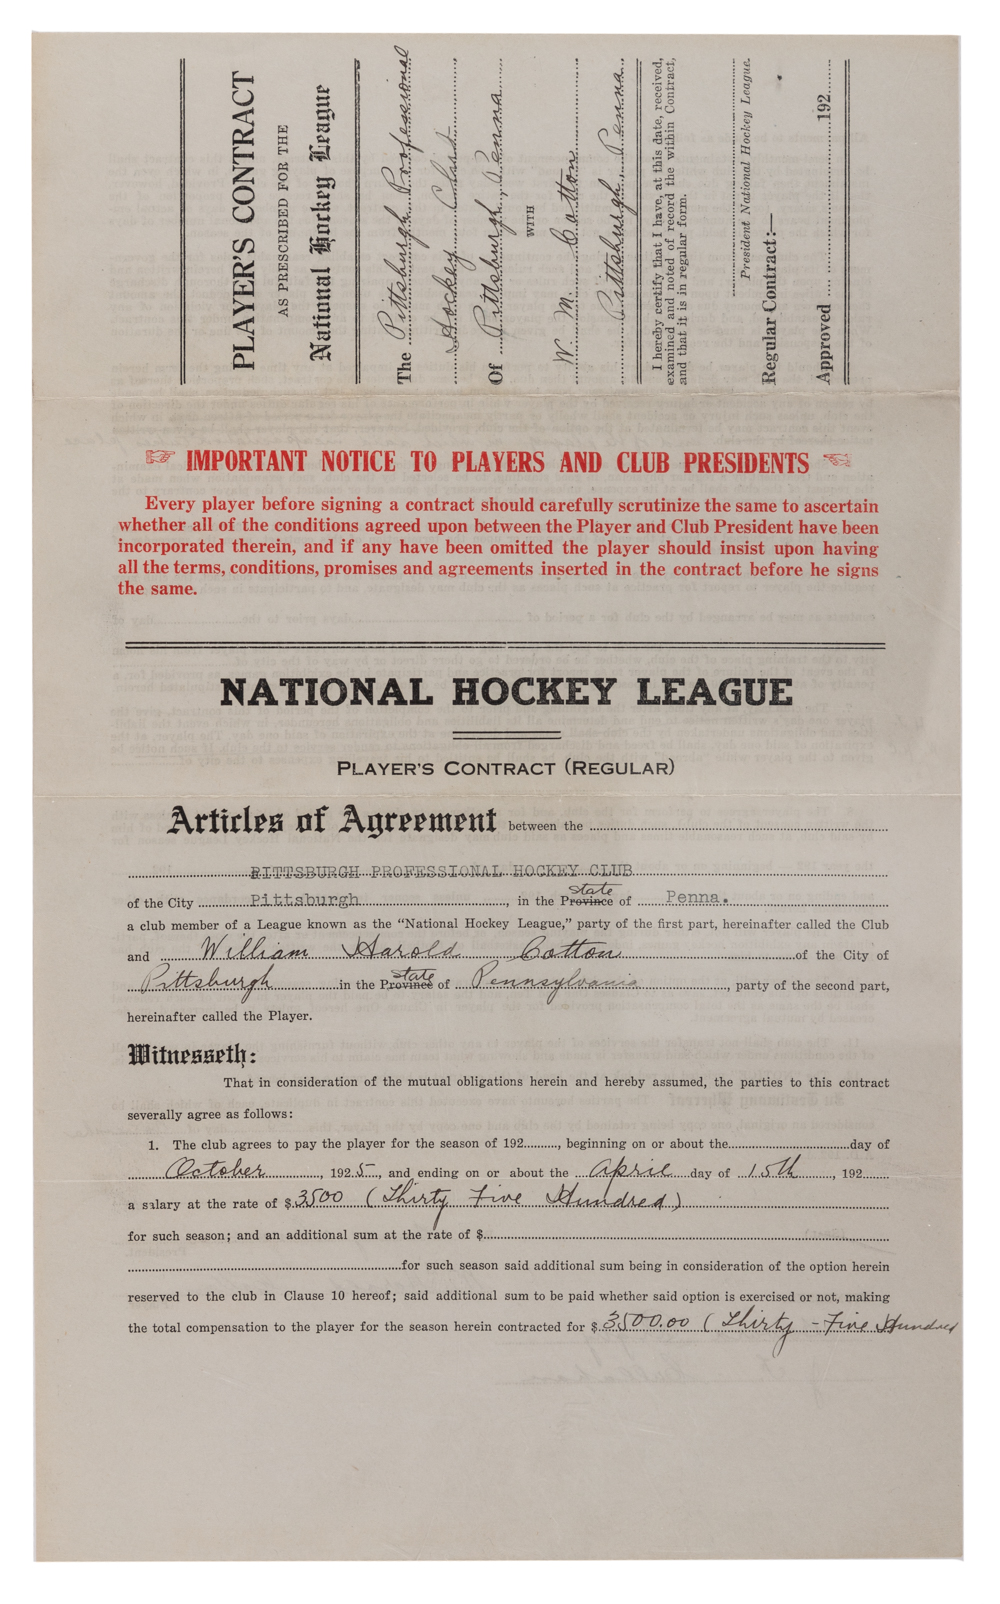 PLAYER'S CONTRACT
AS PRESCRIBED FOR THE
National Hockey League
The Pittsburgh Professional
Hockey Club
Of Pittsburgh, Penna.
WITH
W. M. Cotton
Pittsburgh, Penna.
I hereby certify that I have, at this date, received,
examined and noted of record the within Contract,
and that it is in regular form.
President National Hockey League.
Regular Contract:—
Approved .... 192
☞ IMPORTANT NOTICE TO PLAYERS AND CLUB PRESIDENTS ☜
Every player before signing a contract should carefully scrutinize the same to ascertain
whether all of the conditions agreed upon between the Player and Club President have been
incorporated therein, and if any have been omitted the player should insist upon having
all the terms, conditions, promises and agreements inserted in the contract before he signs
the same.
NATIONAL HOCKEY LEAGUE
PLAYER'S CONTRACT (REGULAR)
Articles of Agreement between the
PITTSBURGH PROFESSIONAL HOCKEY CLUB
of the City Pittsburgh, in the Province State of Penna.
a club member of a League known as the "National Hockey League," party of the first part, hereinafter called the Club
and William Harold Cotton of the City of
Pittsburgh in the Province State of Pennsylvania, party of the second part,
hereinafter called the Player.
Witnesseth:
That in consideration of the mutual obligations herein and hereby assumed, the parties to this contract
severally agree as follows:
1. The club agrees to pay the player for the season of 192........., beginning on or about the........day of
October, 1925, and ending on or about the April day of 15th, 192
a salary at the rate of $3500 (Thirty Five Hundred)
for such season; and an additional sum at the rate of $
for such season said additional sum being in consideration of the option herein
reserved to the club in Clause 10 hereof; said additional sum to be paid whether said option is exercised or not, making
the total compensation to the player for the season herein contracted for $3500.00 (Thirty-Five Hundred